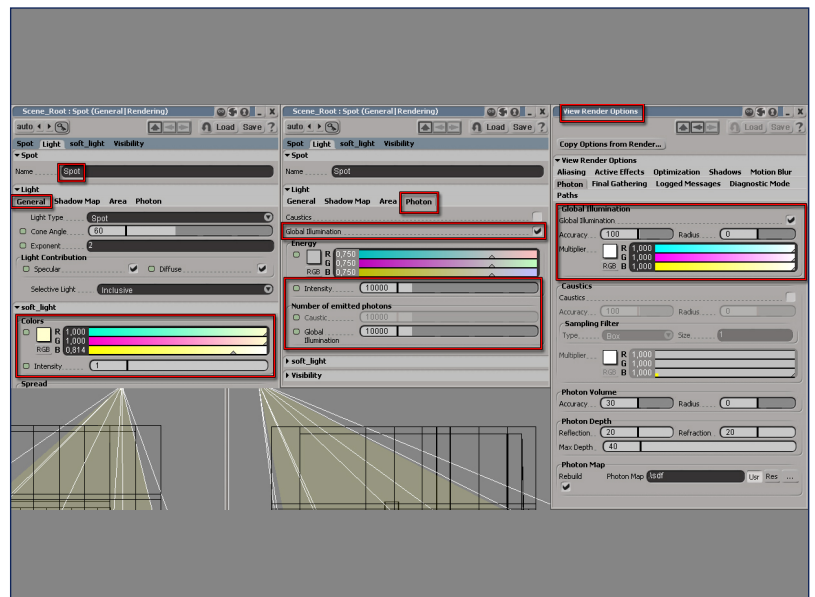 Scene_Root : Spot (General|Rendering)
auto
Load
Save
?
Spot Light soft_light Visibility
Spot
Name Spot
Light
General Shadow Map Area Photon
Light Type Spot
Cone Angle 60
Exponent 2
Light Contribution
Specular Diffuse
Selective Light Inclusive
soft_light
Colors
R 1,000
G 1,000
RGB B 0,814
Intensity 1
Spread
Scene_Root : Spot (General|Rendering)
auto
Load
Save
?
Spot Light soft_light Visibility
Spot
Name Spot
Light
General Shadow Map Area Photon
Caustics
Global Illumination
Energy
R 0,750
G 0,750
RGB B 0,750
Intensity 10000
Number of emitted photons
Caustic 10000
Global Illumination 10000
soft_light
Visibility
View Render Options
Load
Save
?
Copy Options from Render...
View Render Options
Aliasing Active Effects Optimization Shadows Motion Blur
Photon Final Gathering Logged Messages Diagnostic Mode
Paths
Global Illumination
Global Illumination
Accuracy 100 Radius 0
Multiplier R 1,000
G 1,000
RGB B 1,000
Caustics
Caustics
Accuracy 100 Radius 0
Sampling Filter
Type Box Size 1
Multiplier R 1,000
G 1,000
RGB B 1,000
Photon Volume
Accuracy 30 Radius 0
Photon Depth
Reflection 20 Refraction 20
Max Depth 40
Photon Map
Rebuild Photon Map \sdf Usr Res ...